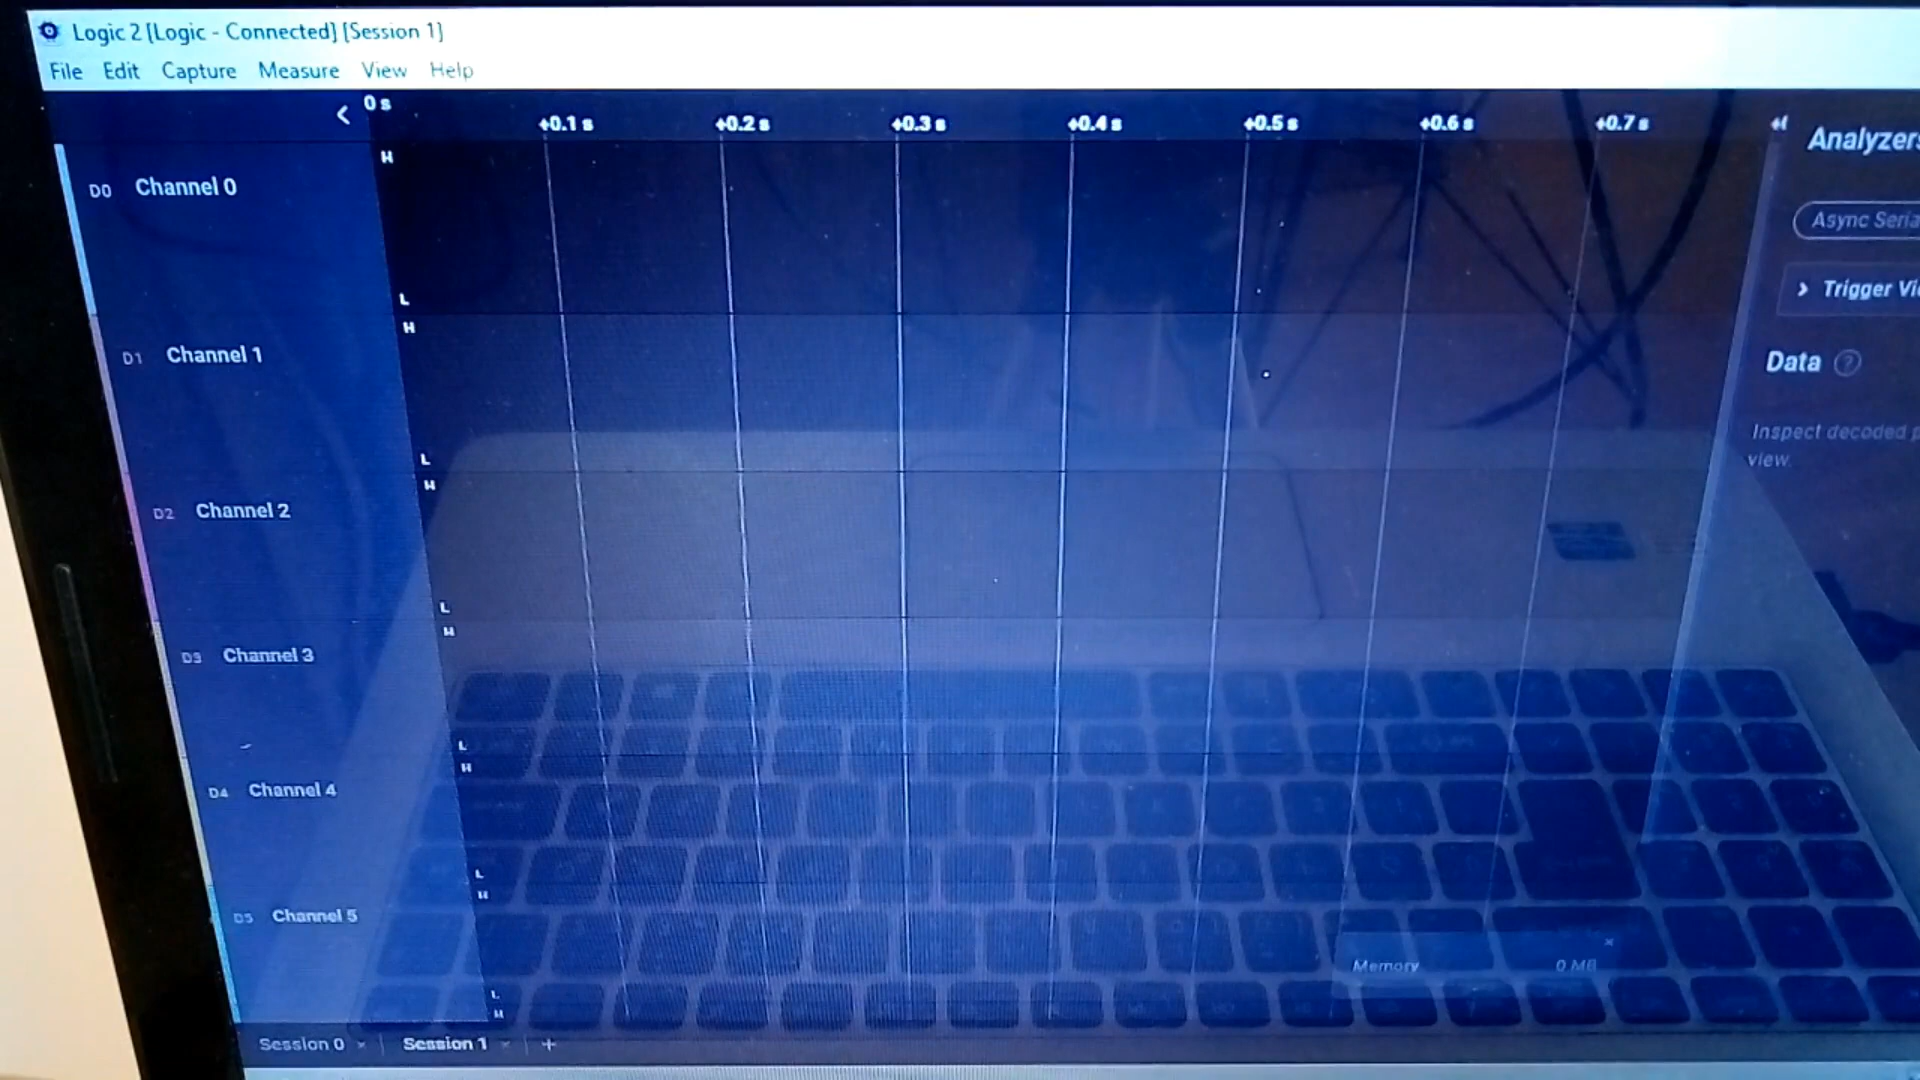 Logic 2 [Logic - Connected] [Session 1]
File Edit Capture Measure View Help
0 s
+0.1 s +0.2 s +0.3 s +0.4 s +0.5 s +0.6 s +0.7 s
Analyzers
D0 Channel 0
H
L
Async Seria
Trigger Vi
D1 Channel 1
H
L
Data ?
Inspect decoded p
view.
D2 Channel 2
H
L
D3 Channel 3
H
L
D4 Channel 4
H
L
D5 Channel 5
H
L
H
Memory 0 MB
Session 0 Session 1 +